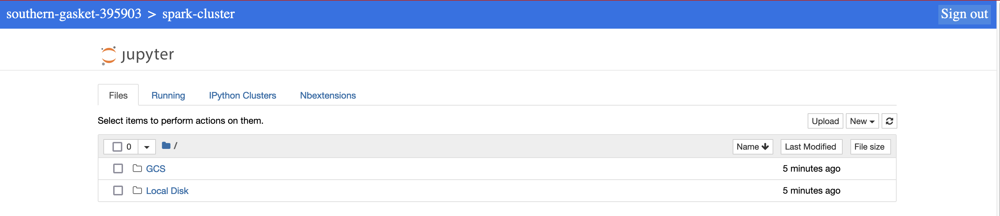 southern-gasket-395903 > spark-cluster Sign out
jupyter
Files Running IPython Clusters Nbextensions
Select items to perform actions on them. Upload New
0 / Name Last Modified File size
GCS 5 minutes ago
Local Disk 5 minutes ago